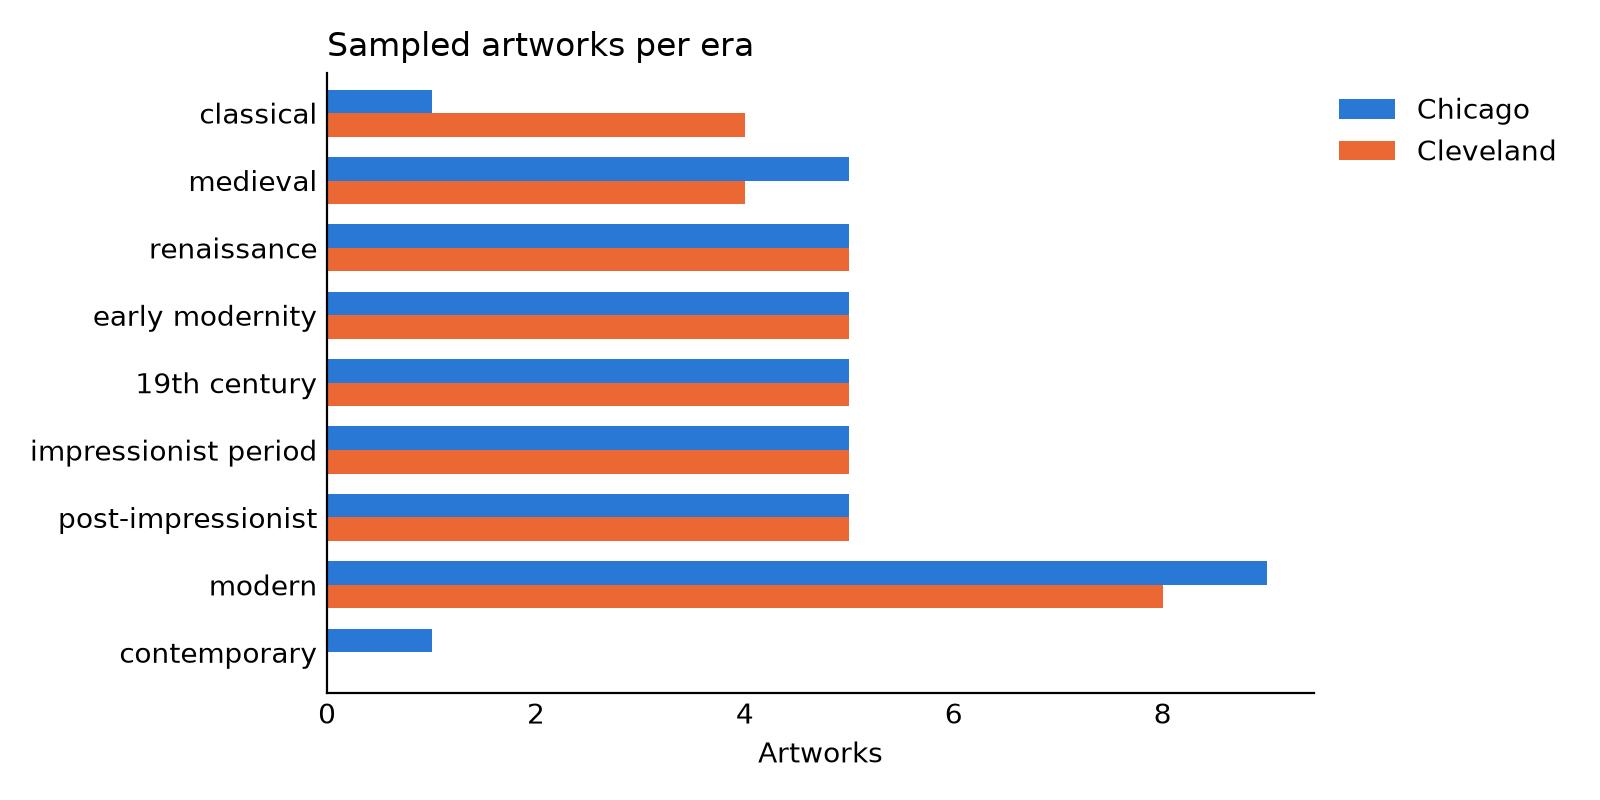 Sampled artworks per era
classical
medieval
renaissance
early modernity
19th century
impressionist period
post-impressionist
modern
contemporary
0 2 4 6 8
Artworks
Chicago
Cleveland